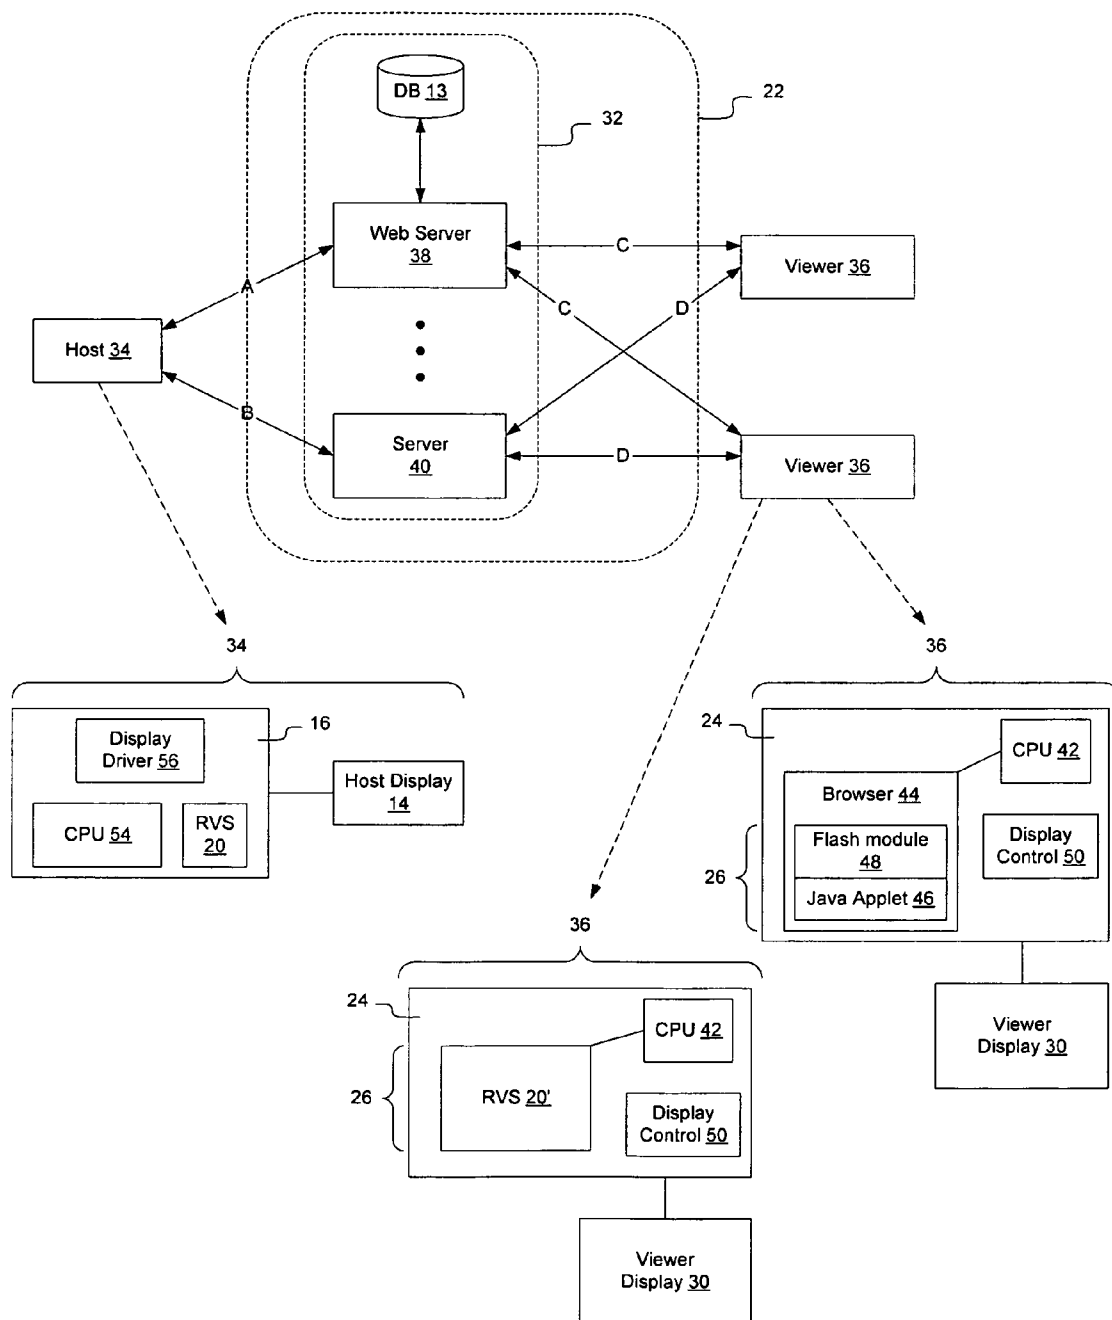 DB 13
22
32
Web Server
38
C
Viewer 36
A
C
D
Host 34
B
Server
40
D
Viewer 36
34
36
16
Display
Driver 56
CPU 54
RVS
20
Host Display
14
24
CPU 42
Browser 44
Flash module
48
Java Applet 46
26
Display
Control 50
Viewer
Display 30
36
24
CPU 42
26
RVS 20'
Display
Control 50
Viewer
Display 30